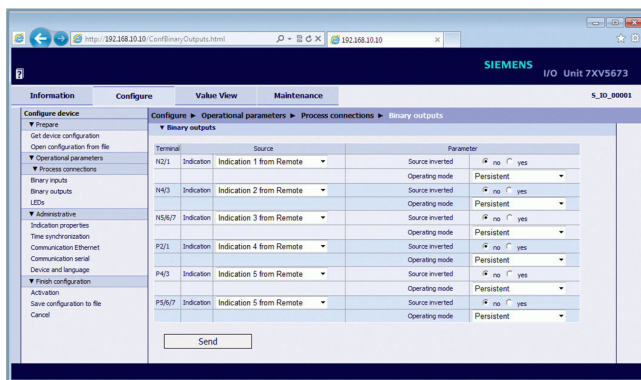 http://192.168.10.10/ConfBinaryOutputs.html
192.168.10.10
SIEMENS
I/O Unit 7XV5673
Information Configure Value View Maintenance S_IO_00001
Configure device
▼ Prepare
Get device configuration
Open configuration from file
▼ Operational parameters
▼ Process connections
Binary inputs
Binary outputs
LEDs
▼ Administrative
Indication properties
Time synchronization
Communication Ethernet
Communication serial
Device and language
▼ Finish configuration
Activation
Save configuration to file
Cancel
Configure ► Operational parameters ► Process connections ► Binary outputs
▼ Binary outputs
Terminal Source Parameter
N2/1 Indication Indication 1 from Remote Source inverted no yes
Operating mode Persistent
N4/3 Indication Indication 2 from Remote Source inverted no yes
Operating mode Persistent
N5/6/7 Indication Indication 3 from Remote Source inverted no yes
Operating mode Persistent
P2/1 Indication Indication 4 from Remote Source inverted no yes
Operating mode Persistent
P4/3 Indication Indication 5 from Remote Source inverted no yes
Operating mode Persistent
P5/6/7 Indication Indication 5 from Remote Source inverted no yes
Operating mode Persistent
Send